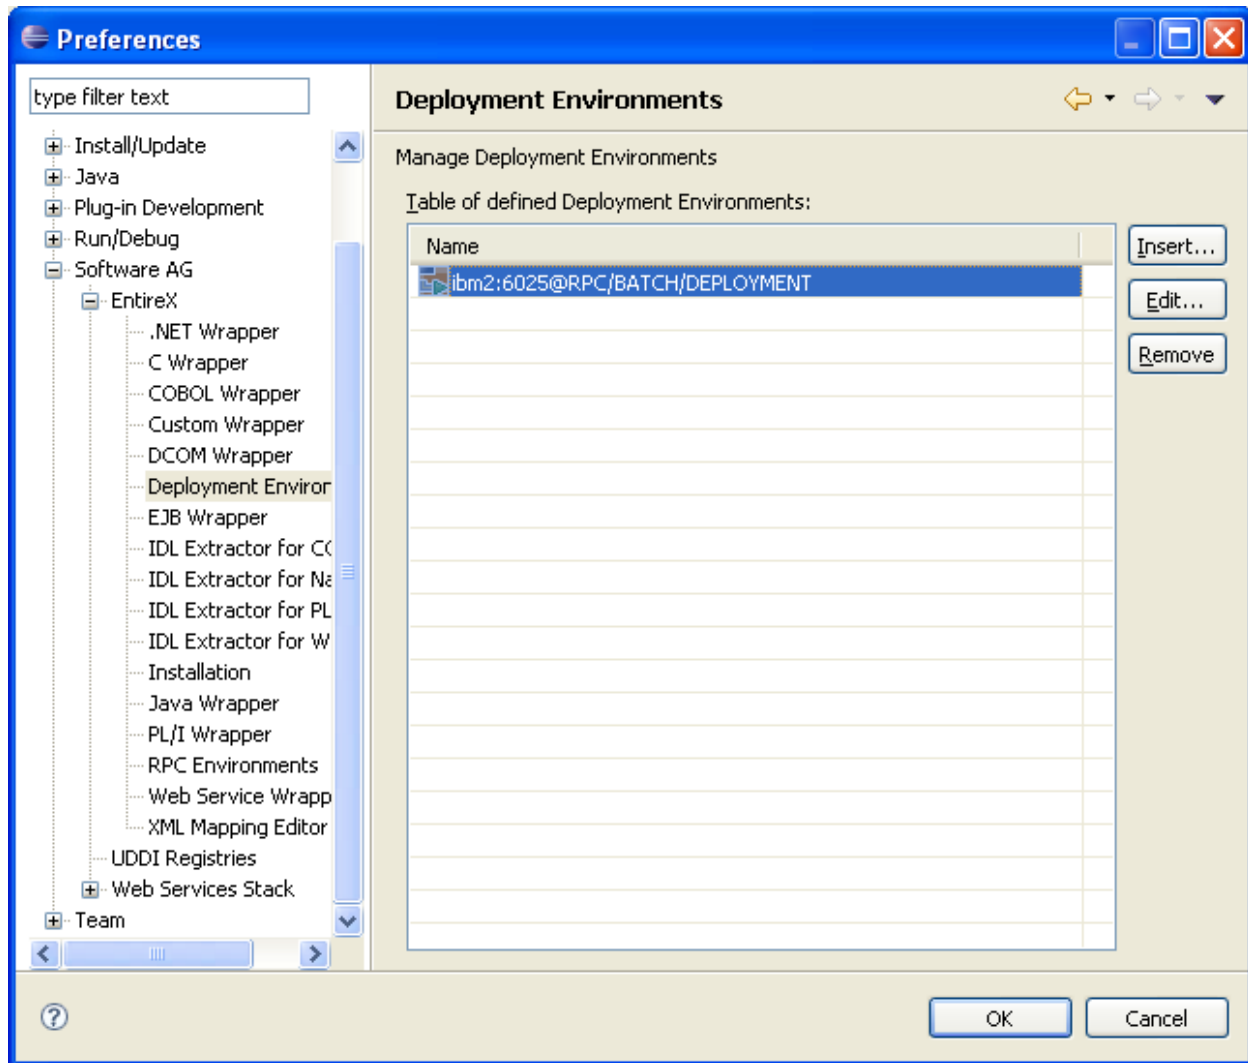 Preferences
type filter text
Install/Update
Java
Plug-in Development
Run/Debug
Software AG
EntireX
.NET Wrapper
C Wrapper
COBOL Wrapper
Custom Wrapper
DCOM Wrapper
Deployment Environ
EJB Wrapper
IDL Extractor for CO
IDL Extractor for Na
IDL Extractor for PL
IDL Extractor for W
Installation
Java Wrapper
PL/I Wrapper
RPC Environments
Web Service Wrapp
XML Mapping Editor
UDDI Registries
Web Services Stack
Team
Deployment Environments
Manage Deployment Environments
Table of defined Deployment Environments:
Name
ibm2:6025@RPC/BATCH/DEPLOYMENT
Insert...
Edit...
Remove
OK
Cancel